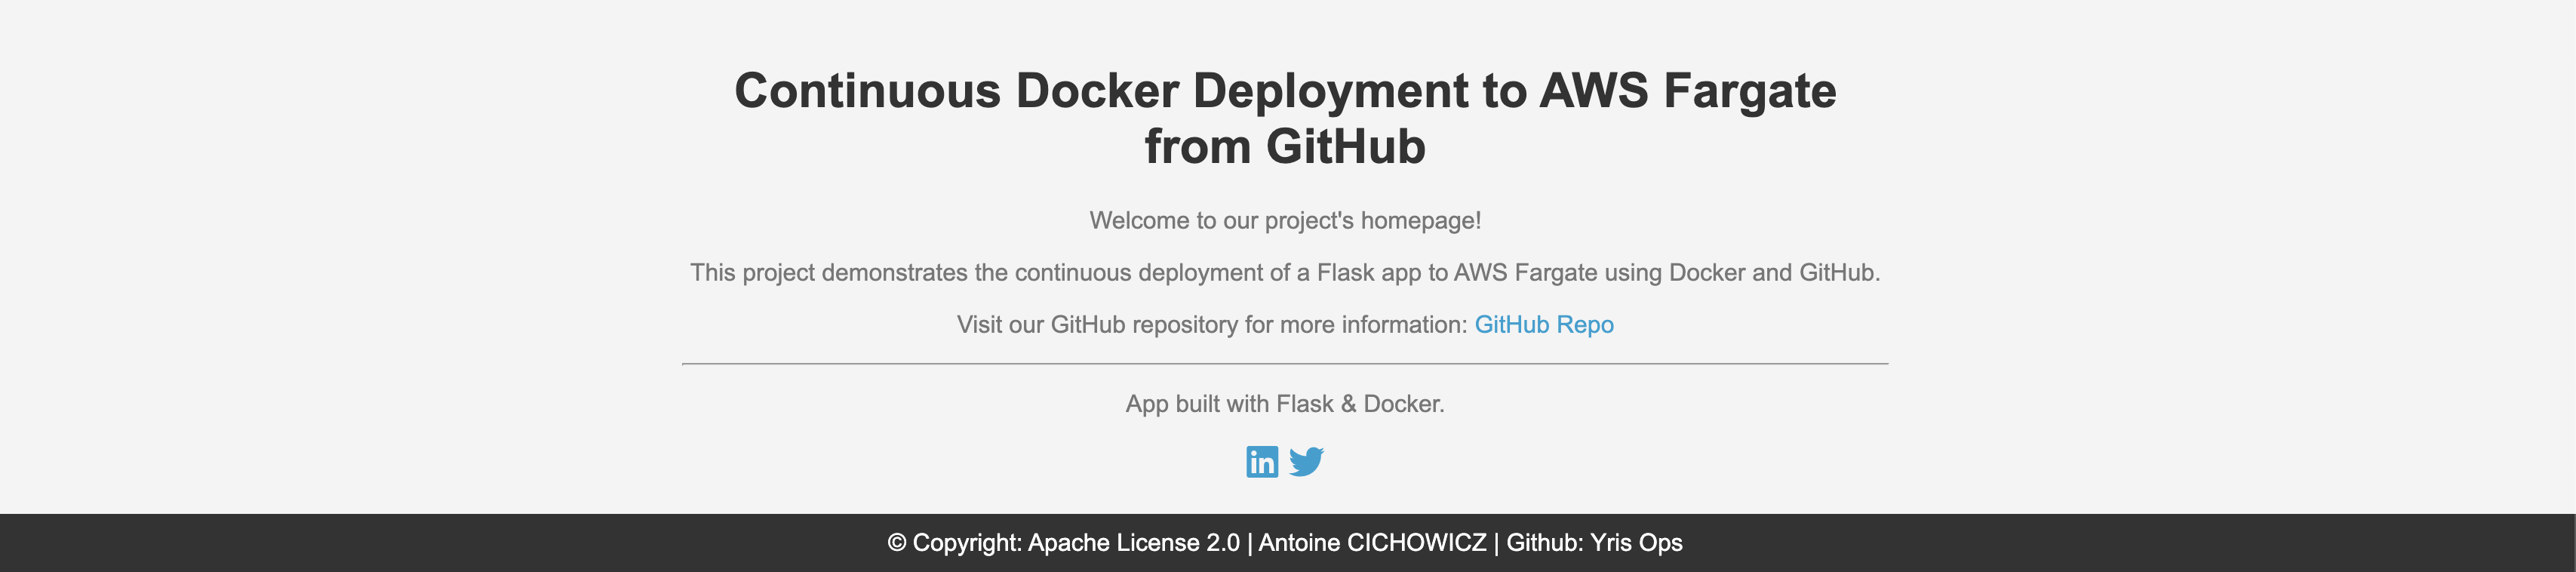 Continuous Docker Deployment to AWS Fargate
from GitHub
Welcome to our project's homepage!
This project demonstrates the continuous deployment of a Flask app to AWS Fargate using Docker and GitHub.
Visit our GitHub repository for more information: GitHub Repo
App built with Flask & Docker.
in
© Copyright: Apache License 2.0 | Antoine CICHOWICZ | Github: Yris Ops